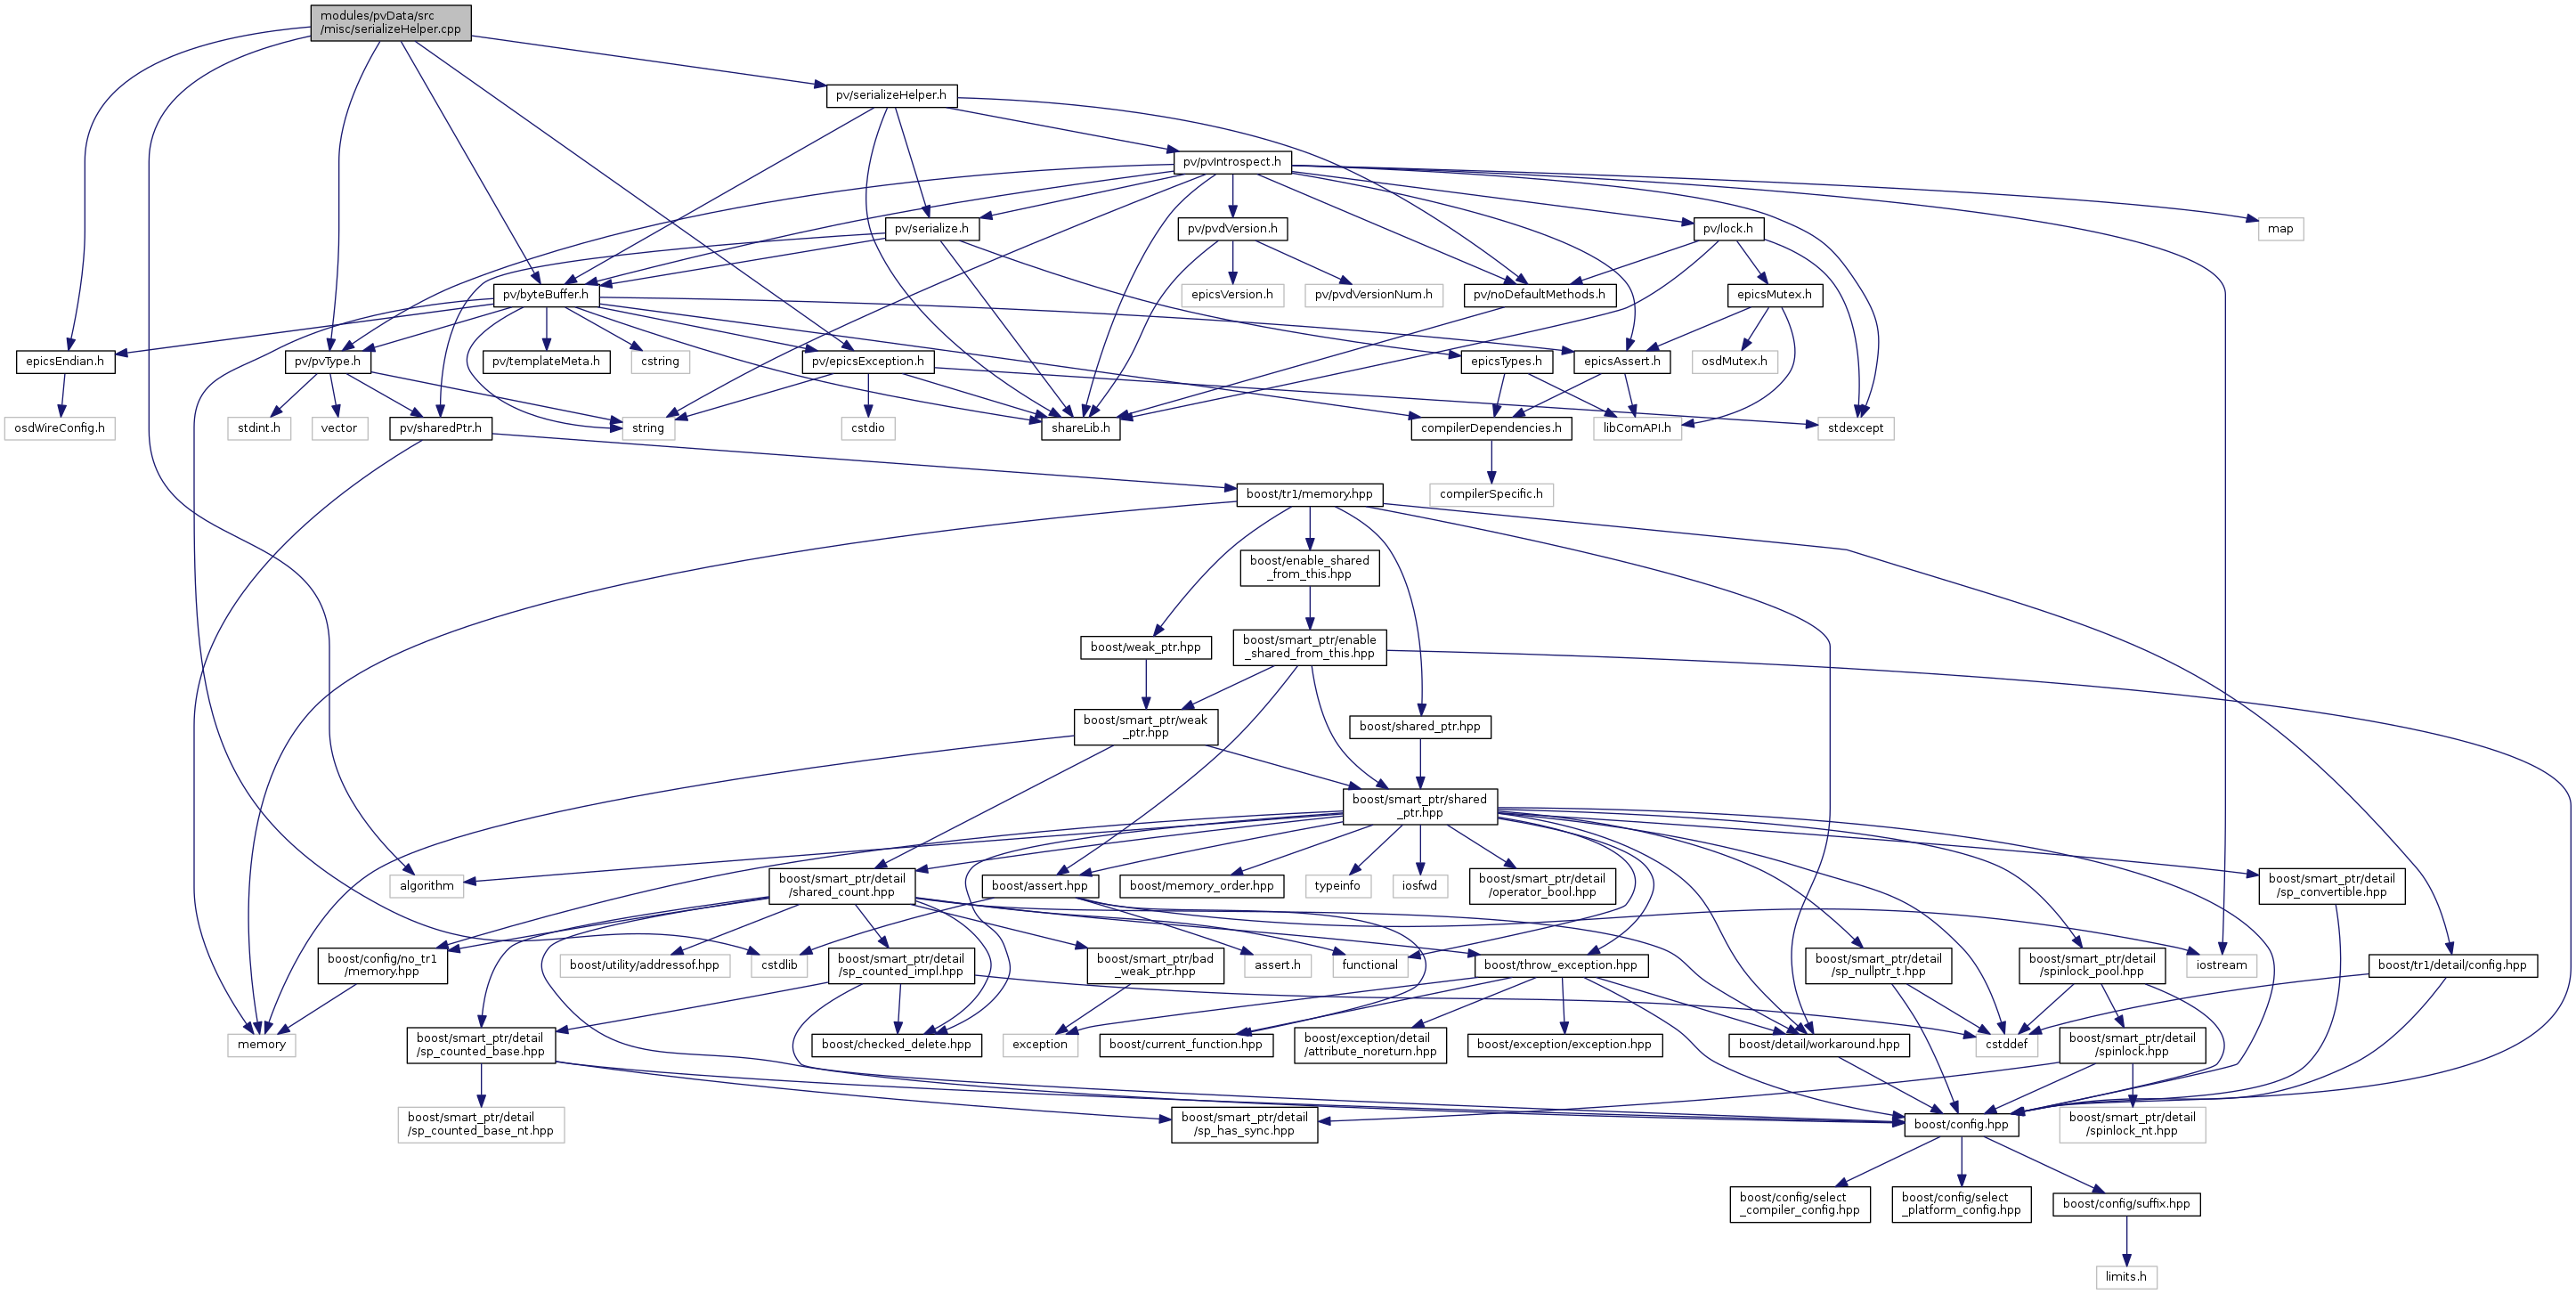 modules/pvData/src
/misc/serializeHelper.cpp
pv/serializeHelper.h
pv/pvIntrospect.h
pv/serialize.h
pv/pvdVersion.h
pv/lock.h
map
pv/byteBuffer.h
epicsVersion.h
pv/pvdVersionNum.h
pv/noDefaultMethods.h
epicsMutex.h
epicsEndian.h
pv/pvType.h
pv/templateMeta.h
cstring
pv/epicsException.h
epicsTypes.h
epicsAssert.h
osdMutex.h
osdWireConfig.h
stdint.h
vector
pv/sharedPtr.h
string
cstdio
shareLib.h
compilerDependencies.h
libComAPI.h
stdexcept
boost/tr1/memory.hpp
compilerSpecific.h
boost/enable_shared
_from_this.hpp
boost/weak_ptr.hpp
boost/smart_ptr/enable
_shared_from_this.hpp
boost/smart_ptr/weak
_ptr.hpp
boost/shared_ptr.hpp
boost/smart_ptr/shared
_ptr.hpp
algorithm
boost/smart_ptr/detail
/shared_count.hpp
boost/assert.hpp
boost/memory_order.hpp
typeinfo
iosfwd
boost/smart_ptr/detail
/operator_bool.hpp
boost/smart_ptr/detail
/sp_convertible.hpp
boost/config/no_tr1
/memory.hpp
boost/utility/addressof.hpp
cstdlib
boost/smart_ptr/detail
/sp_counted_impl.hpp
boost/smart_ptr/bad
_weak_ptr.hpp
assert.h
functional
boost/throw_exception.hpp
boost/smart_ptr/detail
/sp_nullptr_t.hpp
boost/smart_ptr/detail
/spinlock_pool.hpp
iostream
boost/tr1/detail/config.hpp
memory
boost/smart_ptr/detail
/sp_counted_base.hpp
boost/checked_delete.hpp
exception
boost/current_function.hpp
boost/exception/detail
/attribute_noreturn.hpp
boost/exception/exception.hpp
boost/detail/workaround.hpp
cstddef
boost/smart_ptr/detail
/spinlock.hpp
boost/smart_ptr/detail
/sp_counted_base_nt.hpp
boost/smart_ptr/detail
/sp_has_sync.hpp
boost/config.hpp
boost/smart_ptr/detail
/spinlock_nt.hpp
boost/config/select
_compiler_config.hpp
boost/config/select
_platform_config.hpp
boost/config/suffix.hpp
limits.h